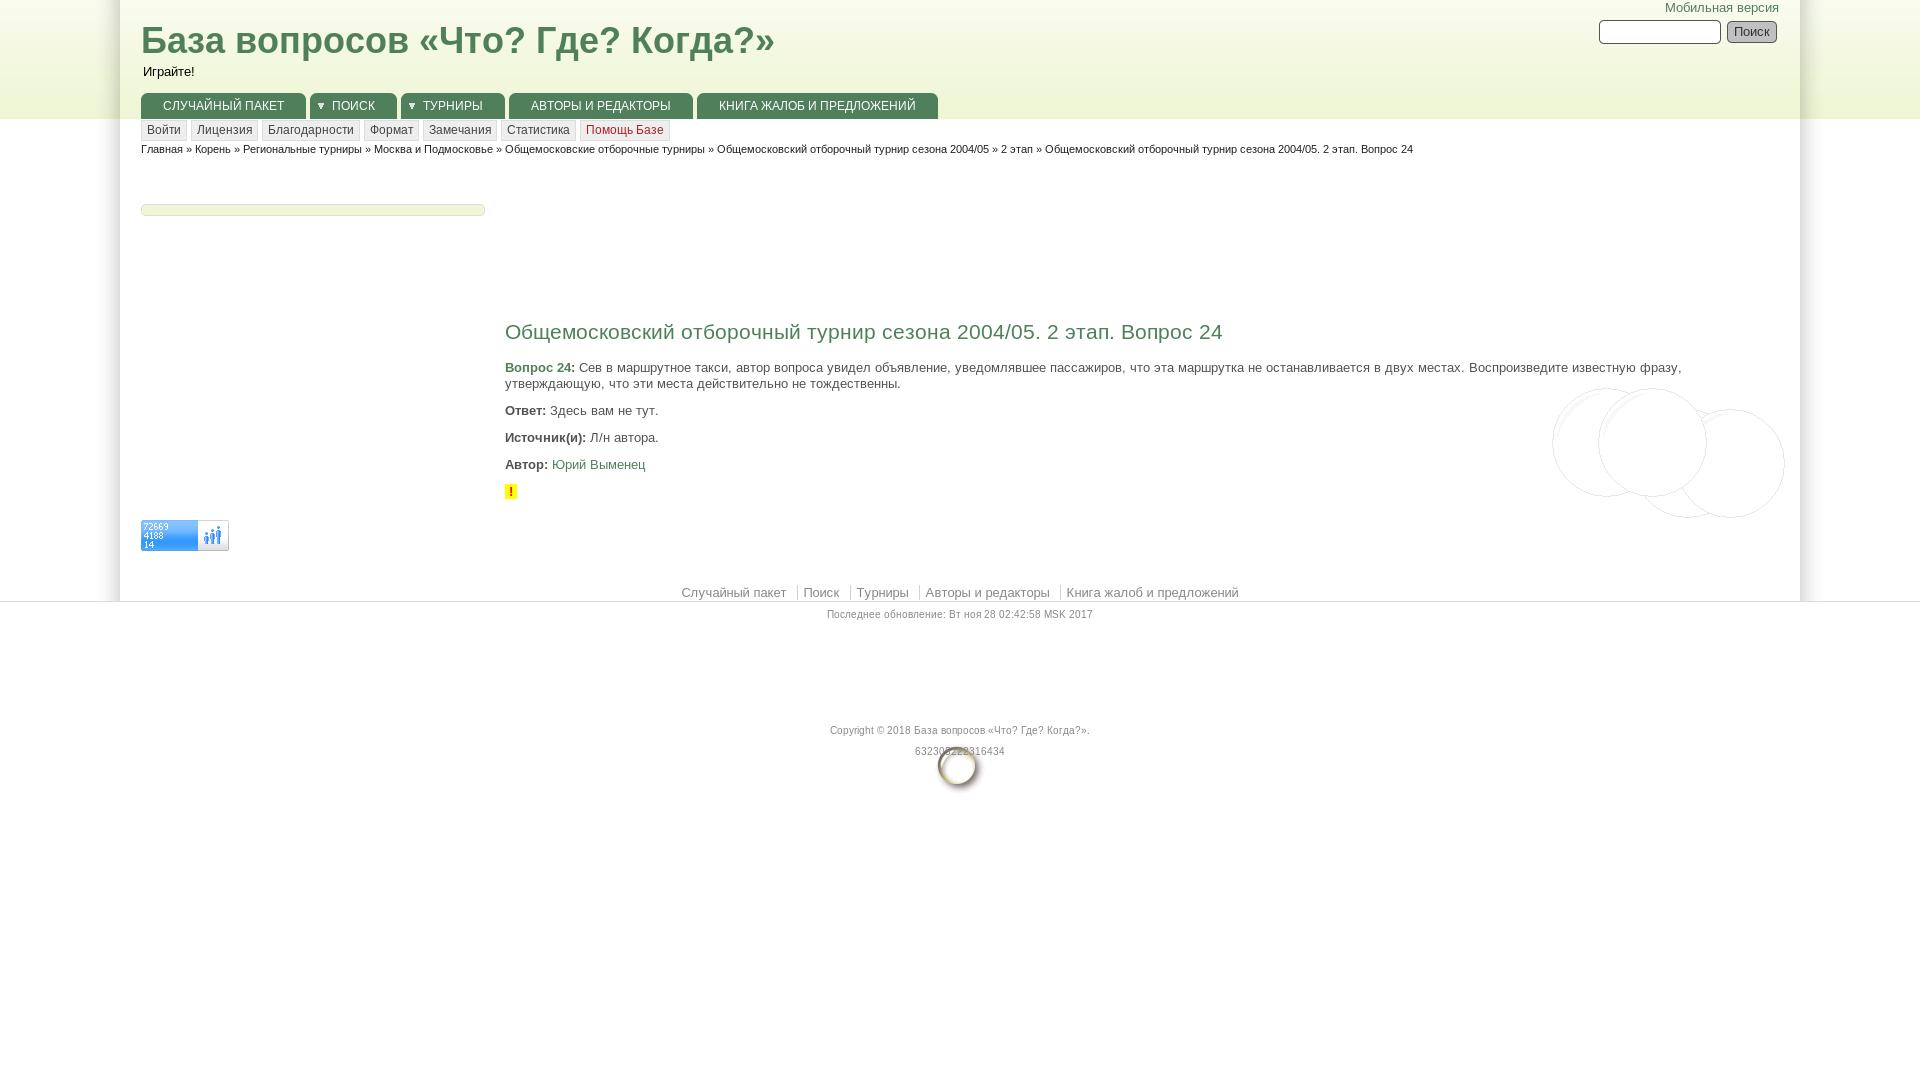 Мобильная версия
База вопросов «Что? Где? Когда?»
Поиск
Играйте!
СЛУЧАЙНЫЙ ПАКЕТ ПОИСК ТУРНИРЫ АВТОРЫ И РЕДАКТОРЫ КНИГА ЖАЛОБ И ПРЕДЛОЖЕНИЙ
Войти Лицензия Благодарности Формат Замечания Статистика Помощь Базе
Главная » Корень » Региональные турниры » Москва и Подмосковье » Общемосковские отборочные турниры » Общемосковский отборочный турнир сезона 2004/05 » 2 этап » Общемосковский отборочный турнир сезона 2004/05. 2 этап. Вопрос 24
Общемосковский отборочный турнир сезона 2004/05. 2 этап. Вопрос 24
Вопрос 24: Сев в маршрутное такси, автор вопроса увидел объявление, уведомлявшее пассажиров, что эта маршрутка не останавливается в двух местах. Воспроизведите известную фразу,
утверждающую, что эти места действительно не тождественны.
Ответ: Здесь вам не тут.
Источник(и): Л/н автора.
Автор: Юрий Выменец
!
72669
4188
14
Случайный пакет Поиск Турниры Авторы и редакторы Книга жалоб и предложений
Последнее обновление: Вт ноя 28 02:42:58 MSK 2017
Copyright © 2018 База вопросов «Что? Где? Когда?».